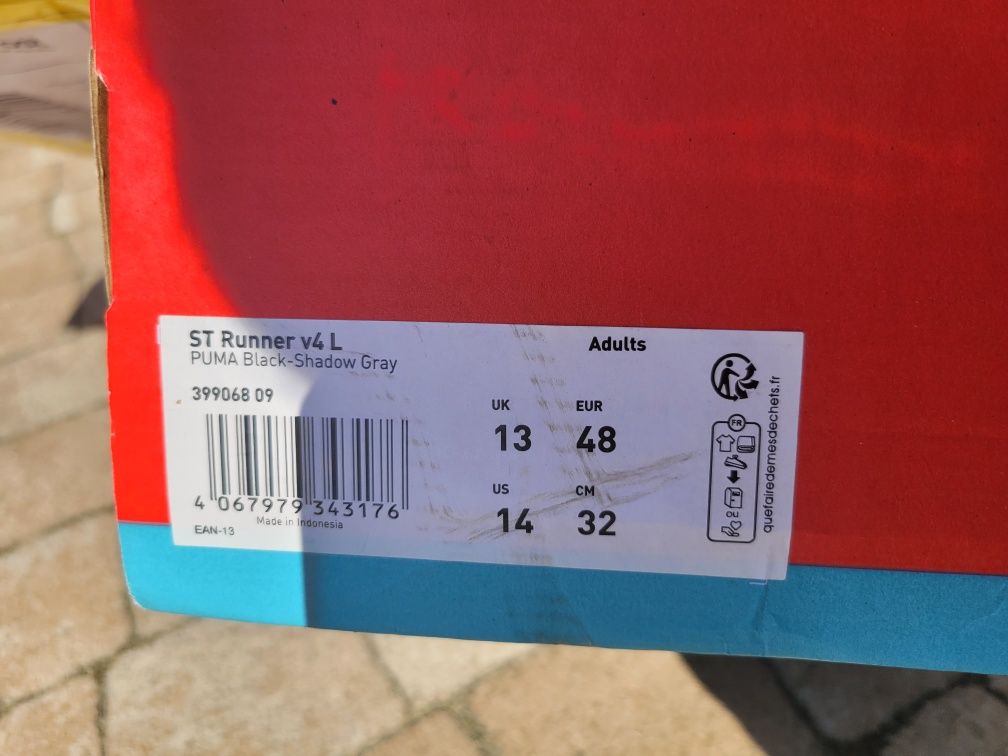 ST Runner v4 L
PUMA Black-Shadow Gray
Adults
399068 09
UK EUR
13 48
US CM
14 32
4 067979 343176
Made in Indonesia
EAN-13
FR
OU
quefairedemesdechets.fr